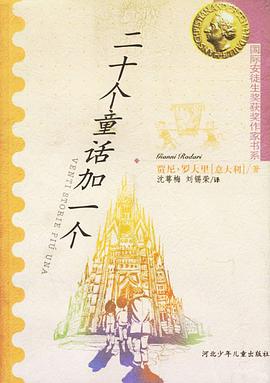 国际安徒生奖获奖作家书系
二十个童话加一个
VENTI STORIE PIÚ UNA
Gianni Rodari
贾尼·罗大里[意大利] 著
沈萼梅 刘锡荣/译
河北少年儿童出版社